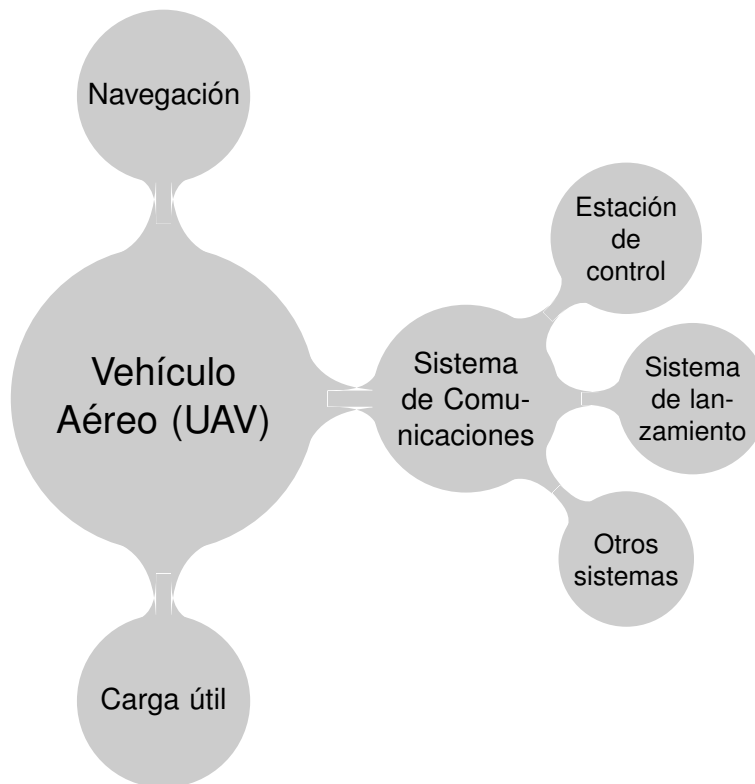 Navegación
Estación
de
control
Vehículo
Aéreo (UAV)
Sistema
de Comu-
nicaciones
Sistema
de lan-
zamiento
Otros
sistemas
Carga útil